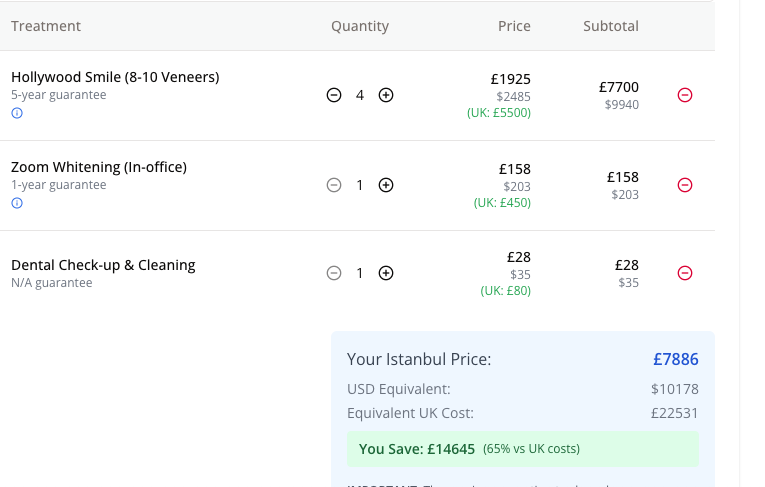 Treatment Quantity Price Subtotal
Hollywood Smile (8-10 Veneers)
5-year guarantee
4
£1925
$2485
(UK: £5500)
£7700
$9940
Zoom Whitening (In-office)
1-year guarantee
1
£158
$203
(UK: £450)
£158
$203
Dental Check-up & Cleaning
N/A guarantee
1
£28
$35
(UK: £80)
£28
$35
Your Istanbul Price: £7886
USD Equivalent: $10178
Equivalent UK Cost: £22531
You Save: £14645 (65% vs UK costs)